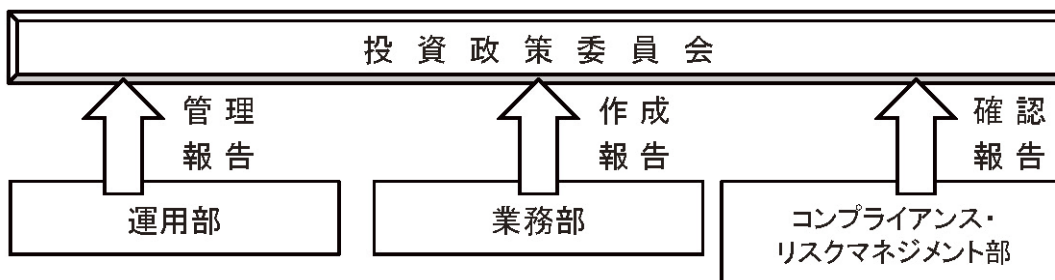 投資政策委員会
管理
報告
作成
報告
確認
報告
運用部
業務部
コンプライアンス・
リスクマネジメント部